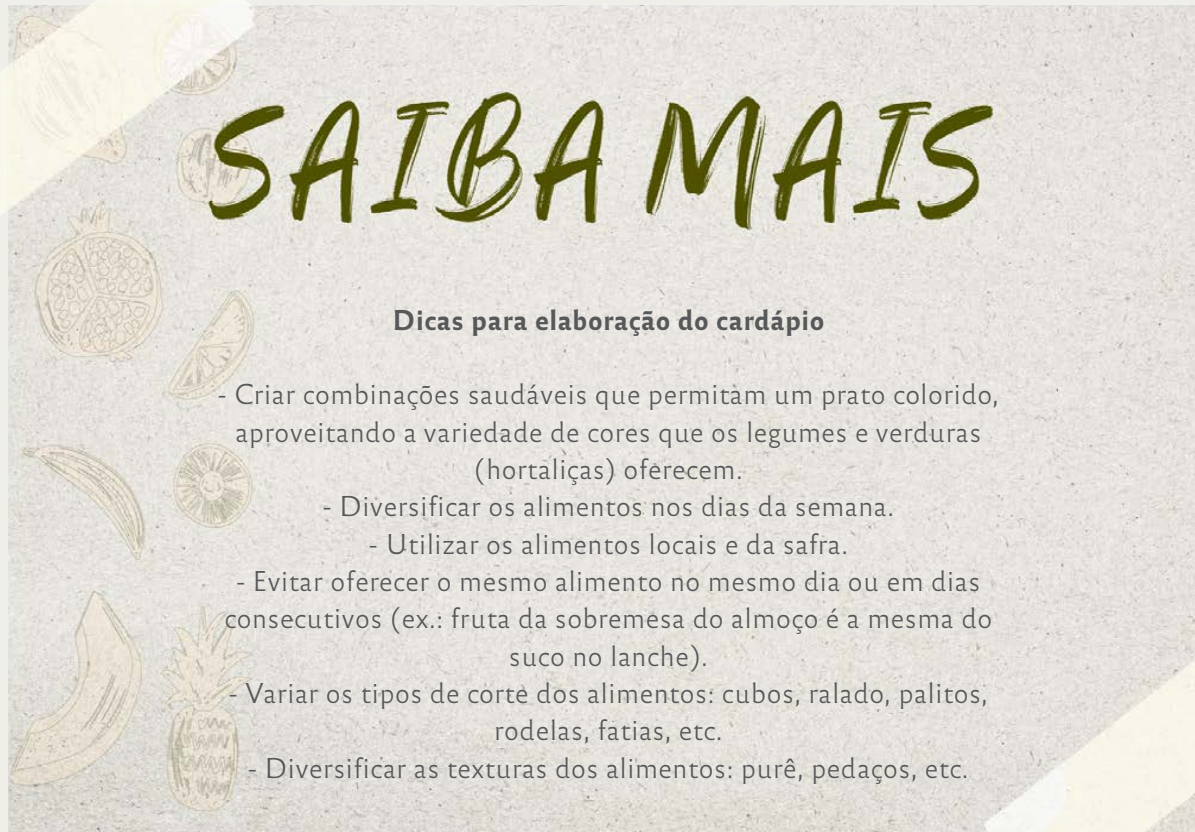 SAIBA MAIS
Dicas para elaboração do cardápio
- Criar combinações saudáveis que permitam um prato colorido,
aproveitando a variedade de cores que os legumes e verduras
(hortaliças) oferecem.
- Diversificar os alimentos nos dias da semana.
- Utilizar os alimentos locais e da safra.
- Evitar oferecer o mesmo alimento no mesmo dia ou em dias
consecutivos (ex.: fruta da sobremesa do almoço é a mesma do
suco no lanche).
- Variar os tipos de corte dos alimentos: cubos, ralado, palitos,
rodelas, fatias, etc.
- Diversificar as texturas dos alimentos: purê, pedaços, etc.